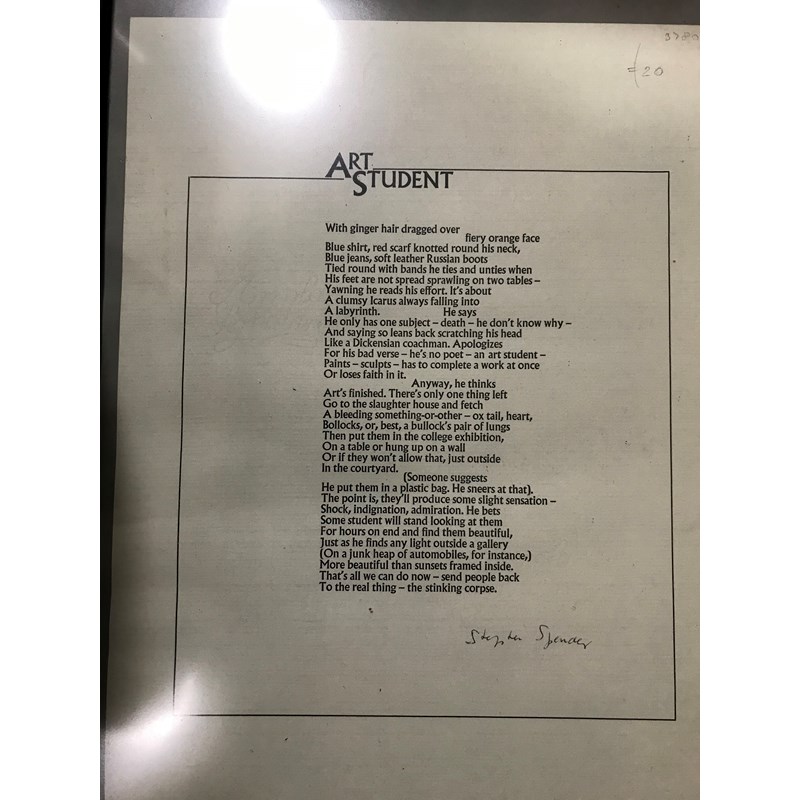 3780
£20
ART
STUDENT
With ginger hair dragged over
fiery orange face
Blue shirt, red scarf knotted round his neck,
Blue jeans, soft leather Russian boots
Tied round with bands he ties and unties when
His feet are not spread sprawling on two tables –
Yawning he reads his effort. It's about
A clumsy Icarus always falling into
A labyrinth. He says
He only has one subject – death – he don't know why –
And saying so leans back scratching his head
Like a Dickensian coachman. Apologizes
For his bad verse – he's no poet – an art student –
Paints – sculpts – has to complete a work at once
Or loses faith in it.
Anyway, he thinks
Art's finished. There's only one thing left
Go to the slaughter house and fetch
A bleeding something-or-other – ox tail, heart,
Bollocks, or, best, a bullock's pair of lungs
Then put them in the college exhibition,
On a table or hung up on a wall
Or if they won't allow that, just outside
In the courtyard.
(Someone suggests
He put them in a plastic bag. He sneers at that).
The point is, they'll produce some slight sensation –
Shock, indignation, admiration. He bets
Some student will stand looking at them
For hours on end and find them beautiful,
Just as he finds any light outside a gallery
(On a junk heap of automobiles, for instance,)
More beautiful than sunsets framed inside.
That's all we can do now – send people back
To the real thing – the stinking corpse.
Stephen Spender